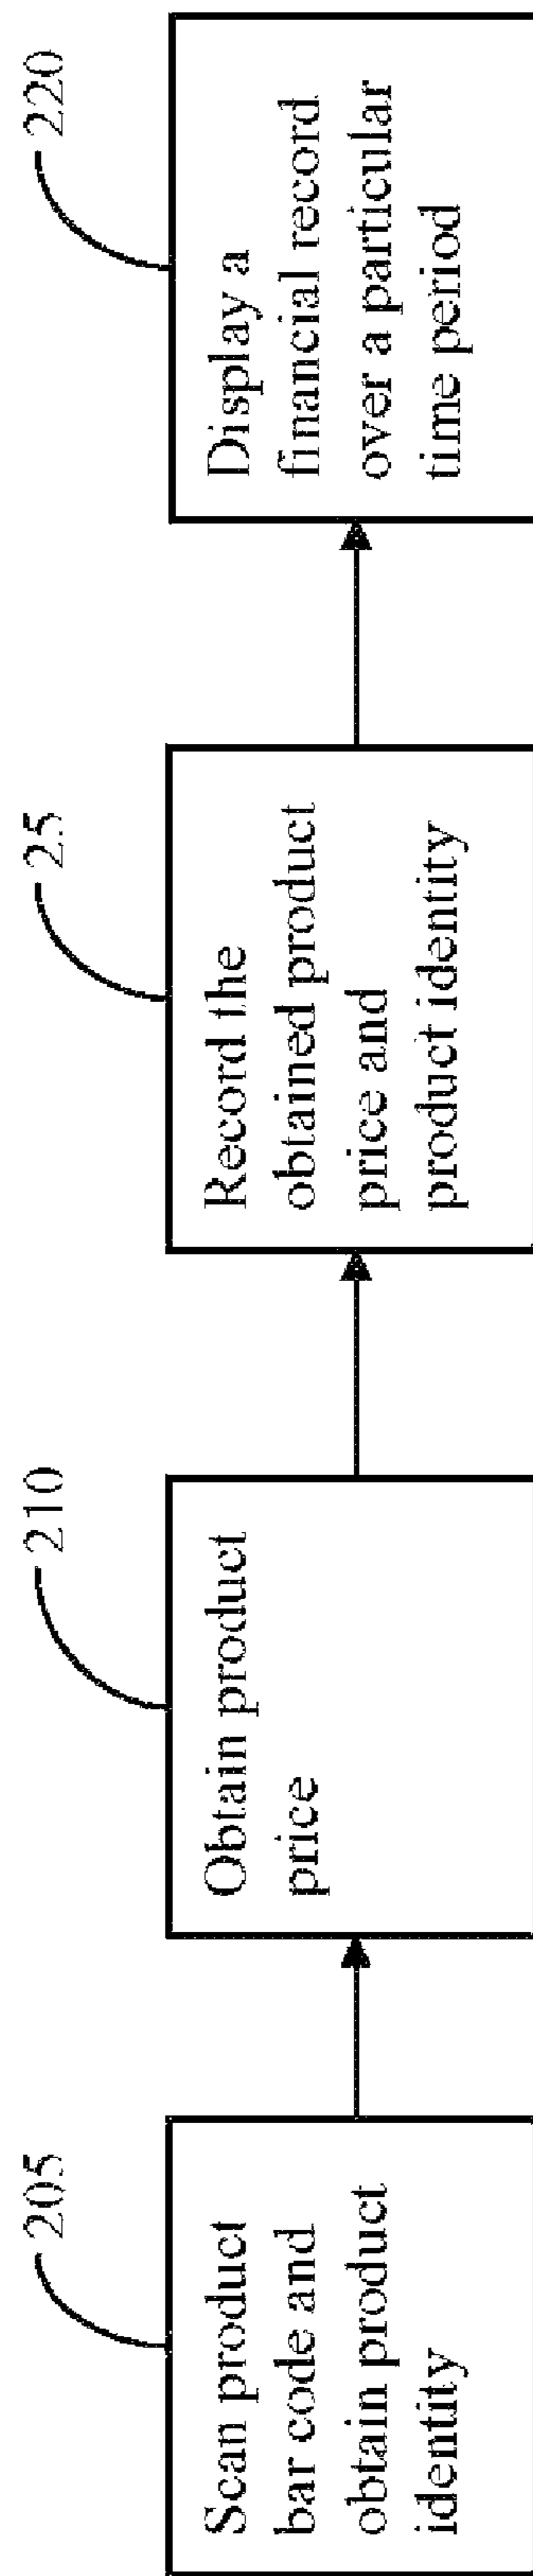 205
Scan product
bar code and
obtain product
identity
210
Obtain product
price
25
Record the
obtained product
price and
product identity
220
Display a
financial record
over a particular
time period